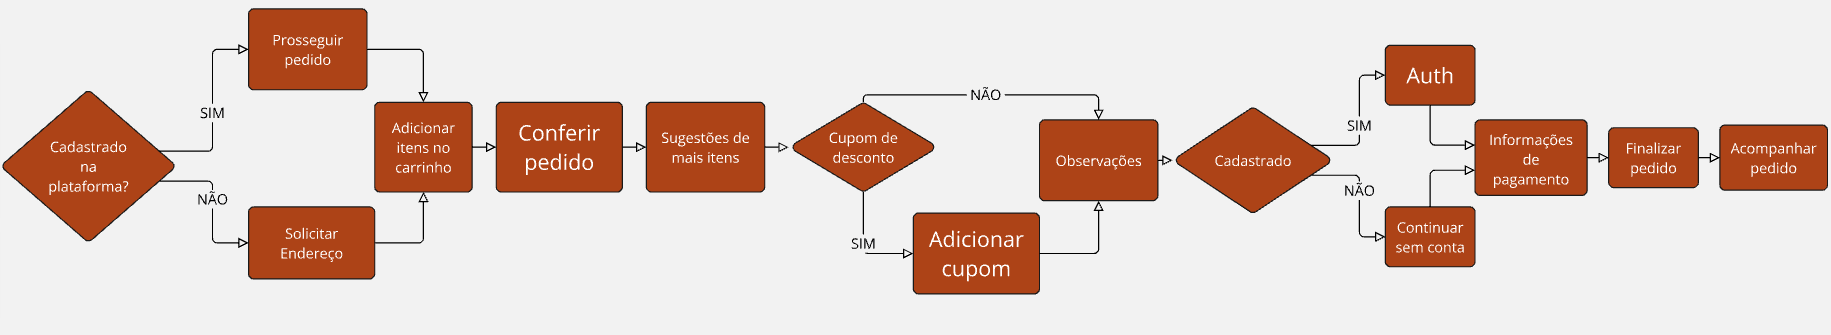 Cadastrado
na
plataforma?
SIM
NÃO
Prosseguir
pedido
Solicitar
Endereço
Adicionar
itens no
carrinho
Conferir
pedido
Sugestões de
mais itens
Cupom de
desconto
NÃO
SIM
Adicionar
cupom
Observações
Cadastrado
SIM
NÃO
Auth
Continuar
sem conta
Informações
de
pagamento
Finalizar
pedido
Acompanhar
pedido